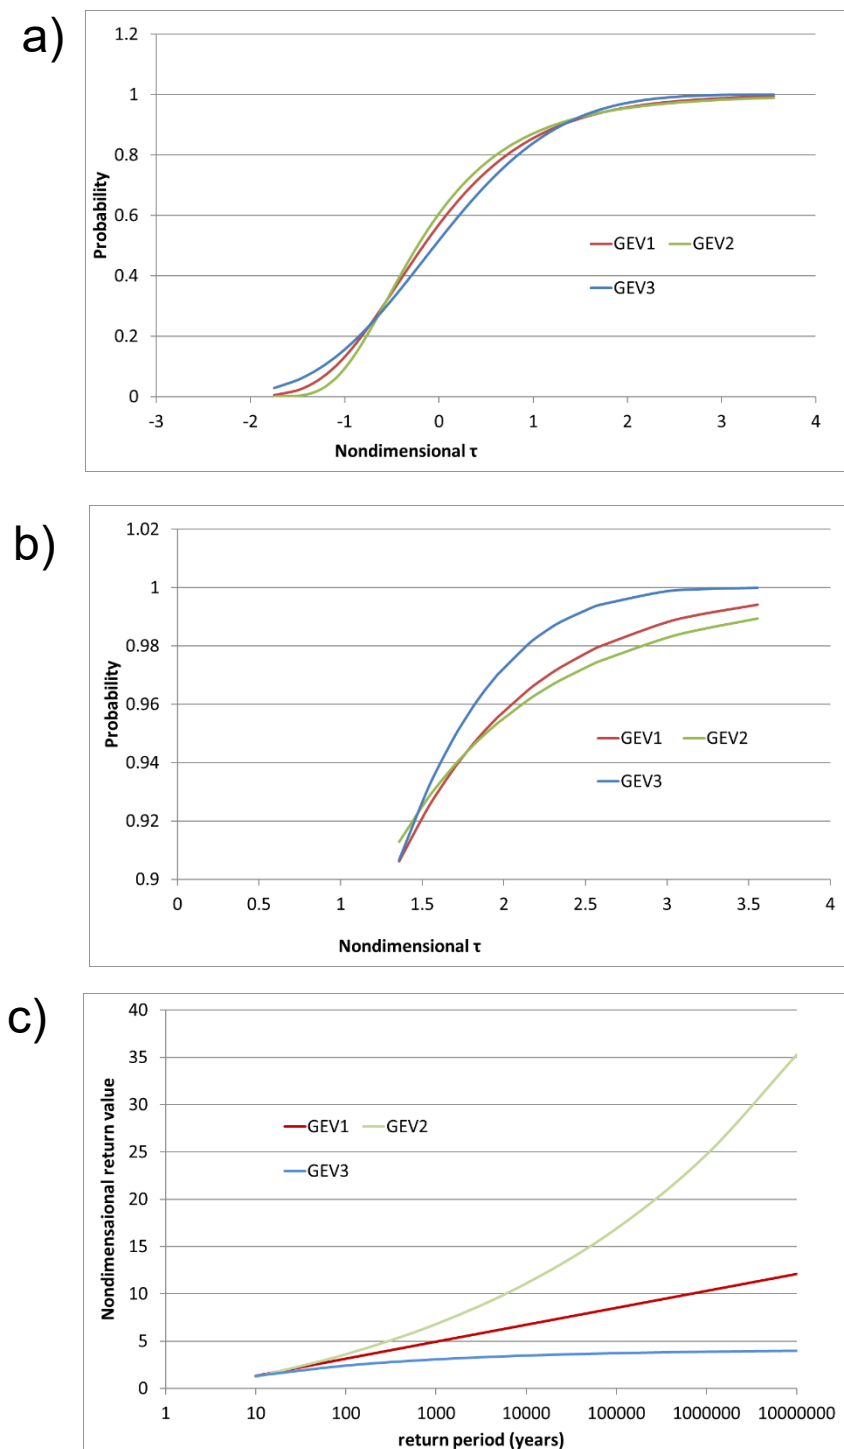 a)
1.2
1
0.8
0.6
0.4
0.2
0
Probability
GEV1 GEV2
GEV3
-3 -2 -1 0 1 2 3 4
Nondimensional τ
b)
1.02
1
0.98
0.96
0.94
0.92
0.9
Probability
GEV1 GEV2
GEV3
0 0.5 1 1.5 2 2.5 3 3.5 4
Nondimensional τ
c)
40
35
30
25
20
15
10
5
0
Nondimensaional return value
GEV1 GEV2
GEV3
1 10 100 1000 10000 100000 1000000 10000000
return period (years)